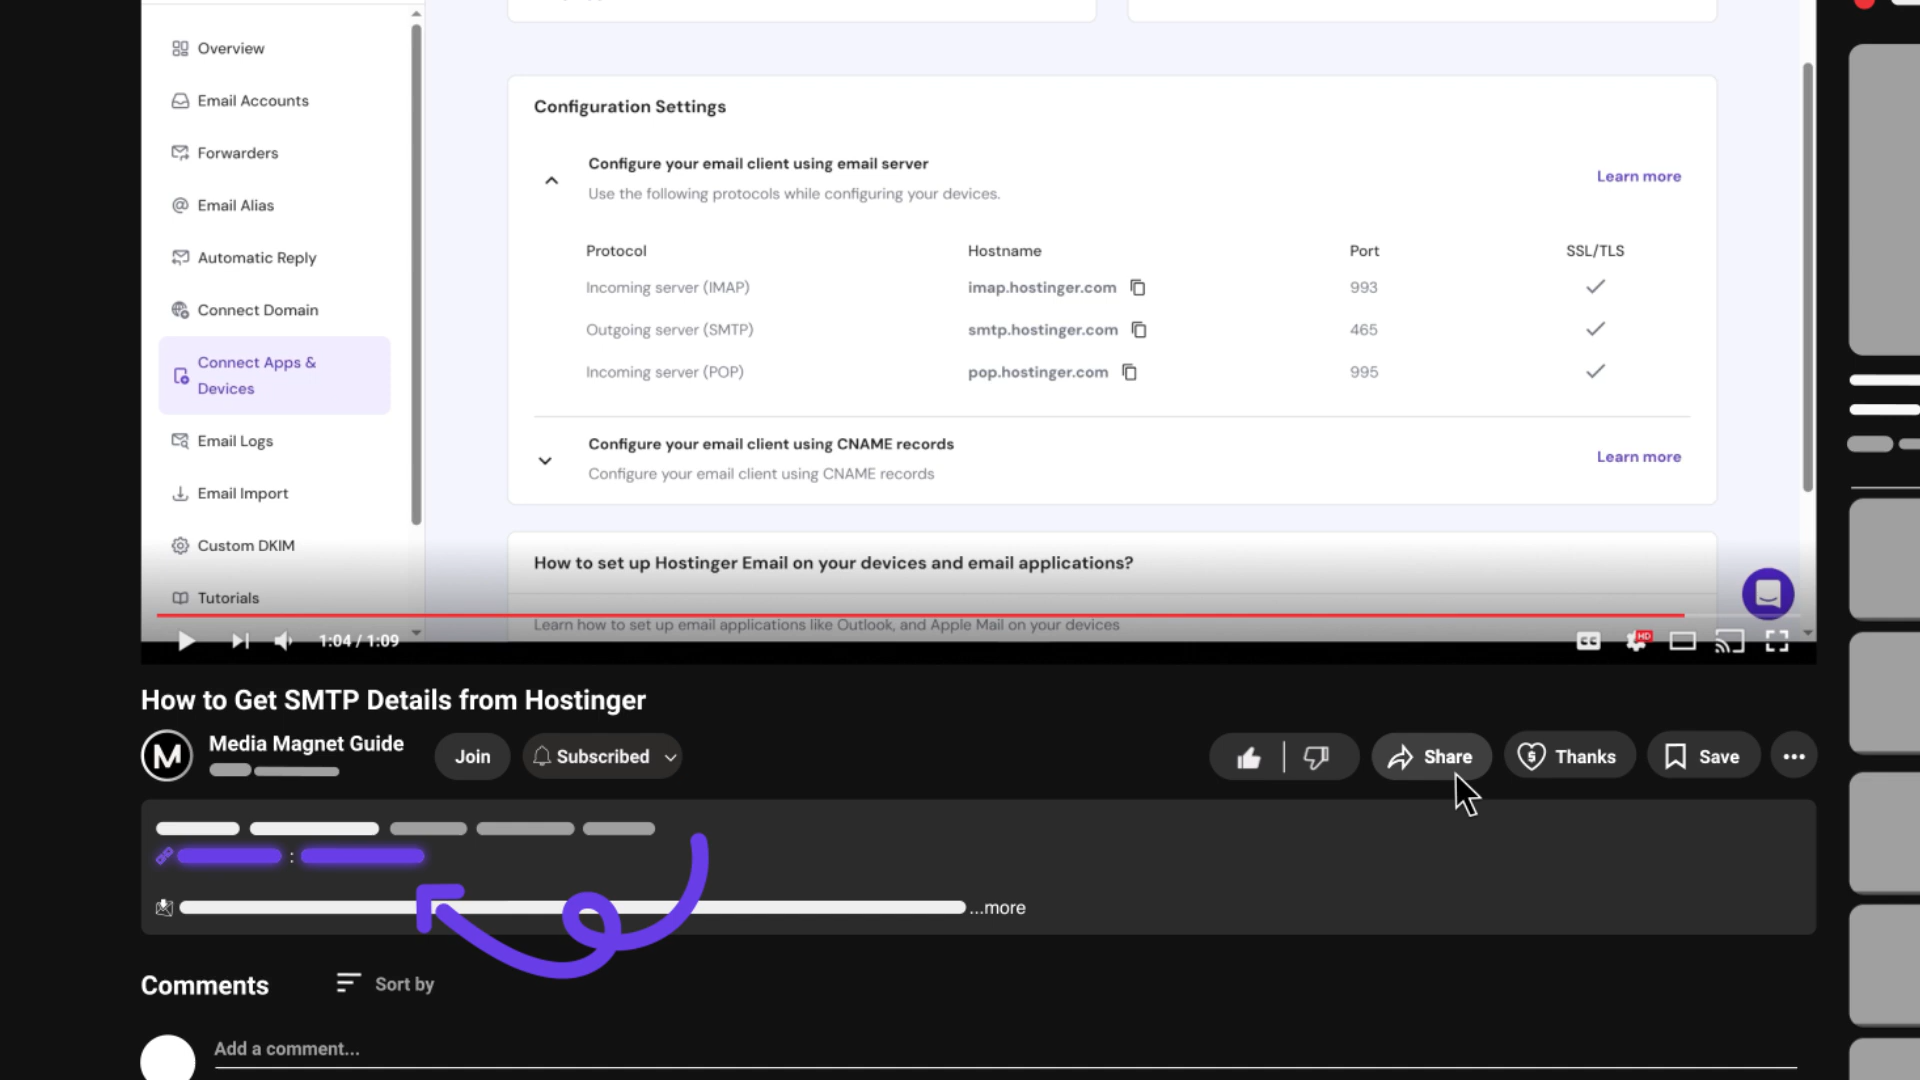 Overview
Email Accounts
Forwarders
Email Alias
Automatic Reply
Connect Domain
Connect Apps &
Devices
Email Logs
Email Import
Custom DKIM
Tutorials
Configuration Settings
Configure your email client using email server
Use the following protocols while configuring your devices.
Learn more
Protocol Hostname Port SSL/TLS
Incoming server (IMAP) imap.hostinger.com 993
Outgoing server (SMTP) smtp.hostinger.com 465
Incoming server (POP) pop.hostinger.com 995
Configure your email client using CNAME records
Configure your email client using CNAME records
Learn more
How to set up Hostinger Email on your devices and email applications?
Learn how to set up email applications like Outlook, and Apple Mail on your devices
1:04 / 1:09
CC HD
How to Get SMTP Details from Hostinger
M Media Magnet Guide Join Subscribed Share $ Thanks Save
:
...more
Comments Sort by
Add a comment...